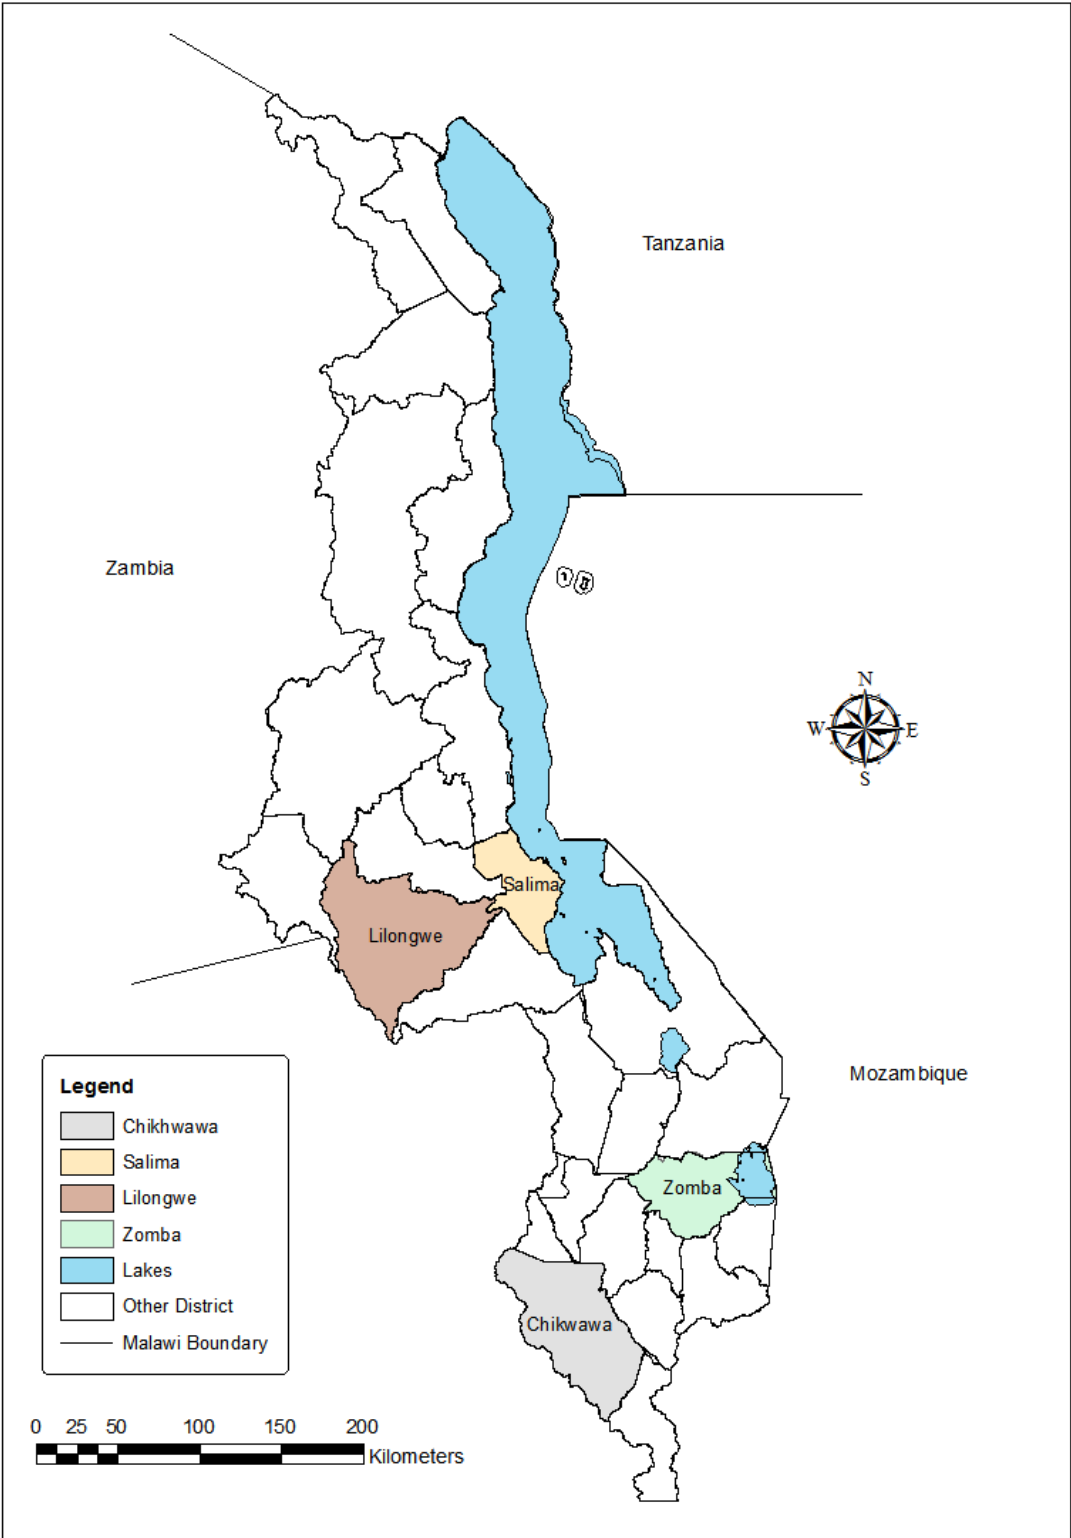 Tanzania
Zambia
N
W E
S
Salima
Lilongwe
Mozambique
Zomba
Chikwawa
Legend
Chikhwawa
Salima
Lilongwe
Zomba
Lakes
Other District
Malawi Boundary
0 25 50 100 150 200
Kilometers